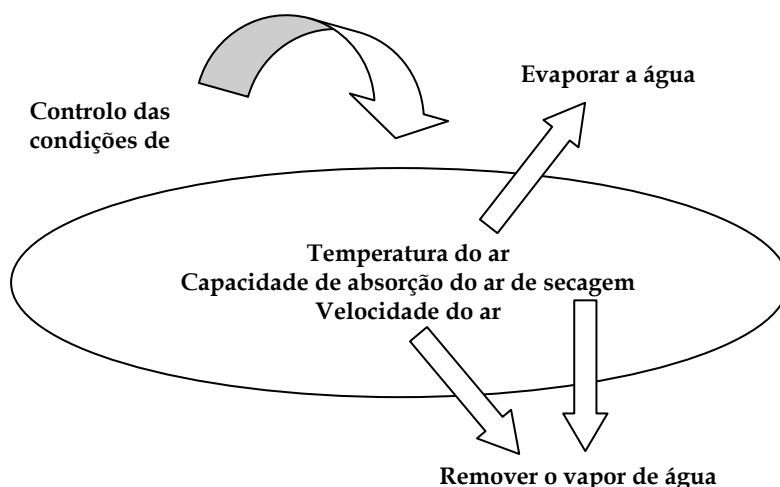 Evaporar a água
Controlo das
condições de
Temperatura do ar
Capacidade de absorção do ar de secagem
Velocidade do ar
Remover o vapor de água